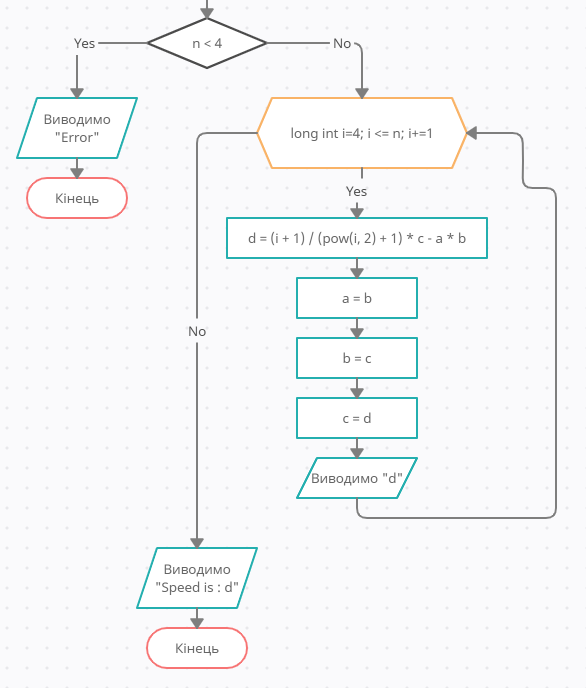 n < 4
Yes
No
Виводимо
"Error"
Кінець
long int i=4; i <= n; i+=1
Yes
d = (i + 1) / (pow(i, 2) + 1) * c - a * b
a = b
b = c
c = d
Виводимо "d"
No
Виводимо
"Speed is : d"
Кінець